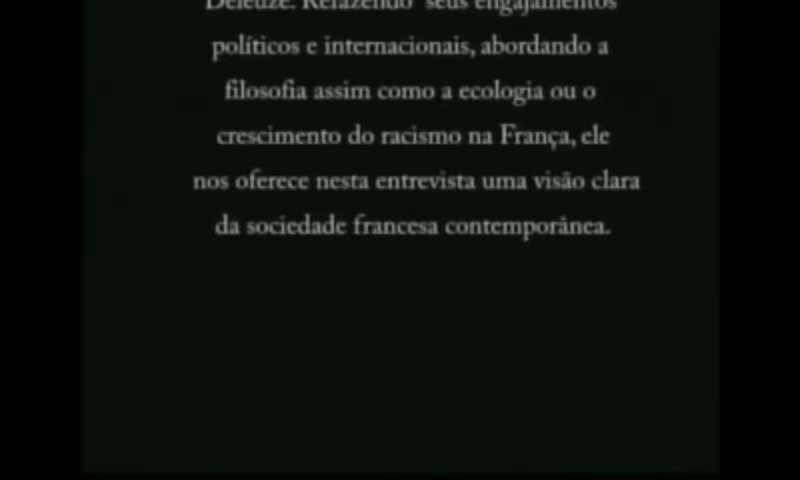 Deleuze. Refazendo seus engajamentos
políticos e internacionais, abordando a
filosofia assim como a ecologia ou o
crescimento do racismo na França, ele
nos oferece nesta entrevista uma visão clara
da sociedade francesa contemporânea.